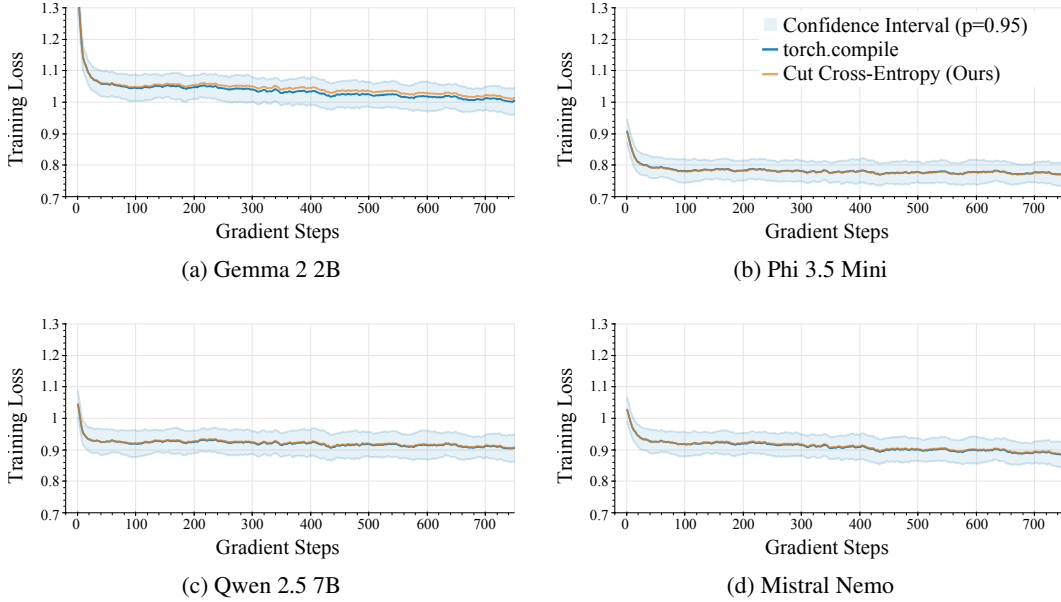 1.3
1.2
1.1
1
0.9
0.8
0.7
Training Loss
0 100 200 300 400 500 600 700
Gradient Steps
(a) Gemma 2 2B
1.3
1.2
1.1
1
0.9
0.8
0.7
Training Loss
Confidence Interval (p=0.95)
torch.compile
Cut Cross-Entropy (Ours)
0 100 200 300 400 500 600 700
Gradient Steps
(b) Phi 3.5 Mini
1.3
1.2
1.1
1
0.9
0.8
0.7
Training Loss
0 100 200 300 400 500 600 700
Gradient Steps
(c) Qwen 2.5 7B
1.3
1.2
1.1
1
0.9
0.8
0.7
Training Loss
0 100 200 300 400 500 600 700
Gradient Steps
(d) Mistral Nemo